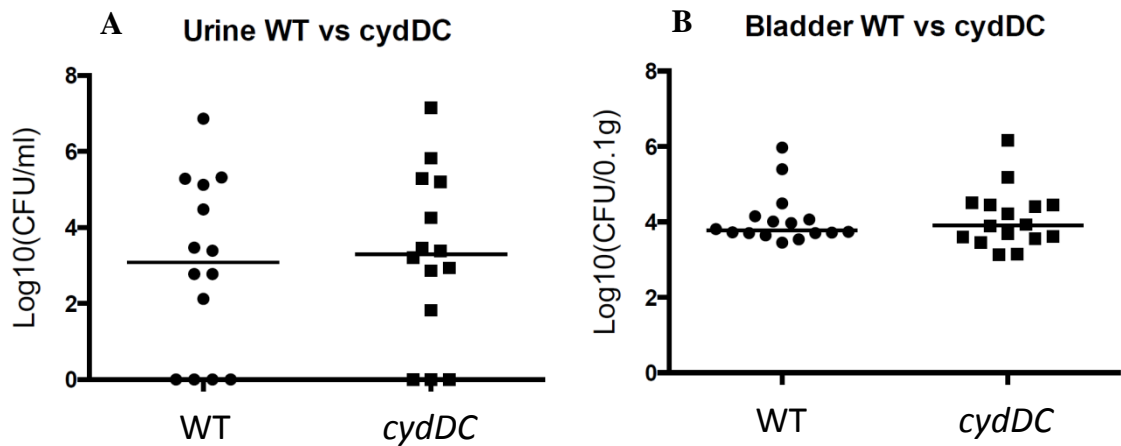 A Urine WT vs cydDC
Log10(CFU/ml)
8
6
4
2
0
WT cydDC
B Bladder WT vs cydDC
Log10(CFU/0.1g)
8
6
4
2
0
WT cydDC